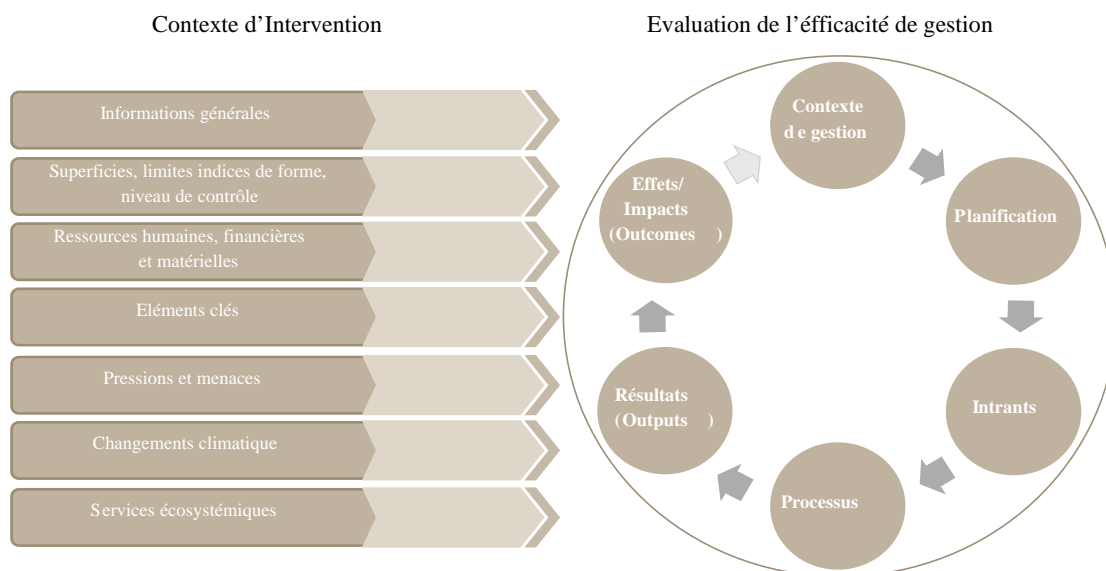 Contexte d’Intervention
Informations générales
Superficies, limites indices de forme,
niveau de contrôle
Ressources humaines, financières
et matérielles
Eléments clés
Pressions et menaces
Changements climatique
Services écosystémiques
Evaluation de l’éfficacité de gestion
Contexte
d e gestion
Planification
Intrants
Processus
Résultats
(Outputs )
Effets/
Impacts
(Outcomes )